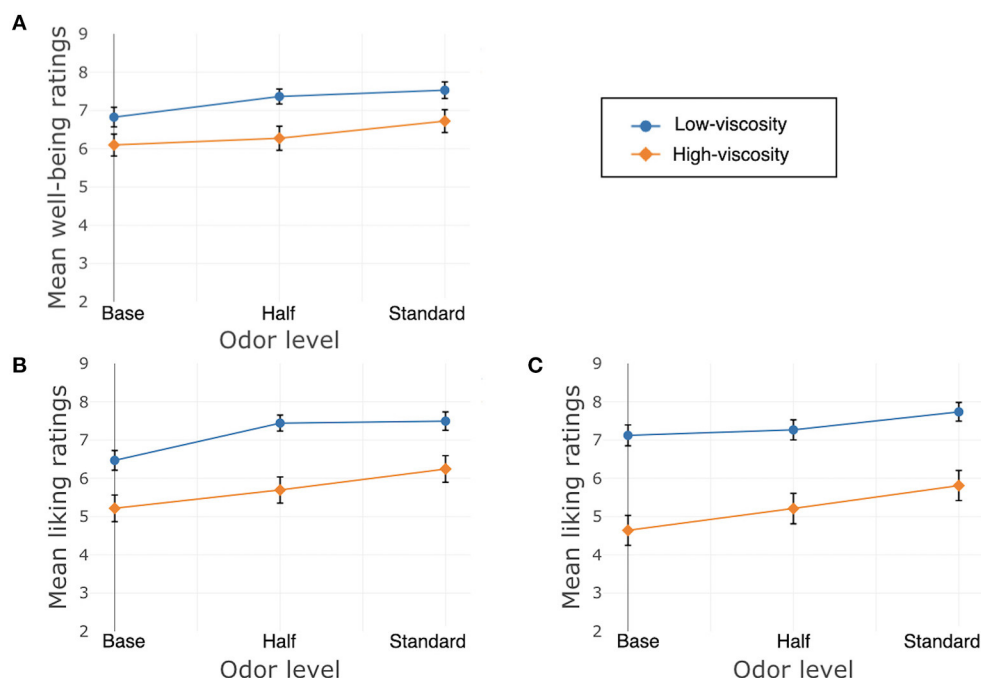 A
Mean well-being ratings
9
8
7
6
5
4
3
2
Base Half Standard
Odor level
Low-viscosity
High-viscosity
B
Mean liking ratings
9
8
7
6
5
4
3
2
Base Half Standard
Odor level
C
Mean liking ratings
9
8
7
6
5
4
3
2
Base Half Standard
Odor level